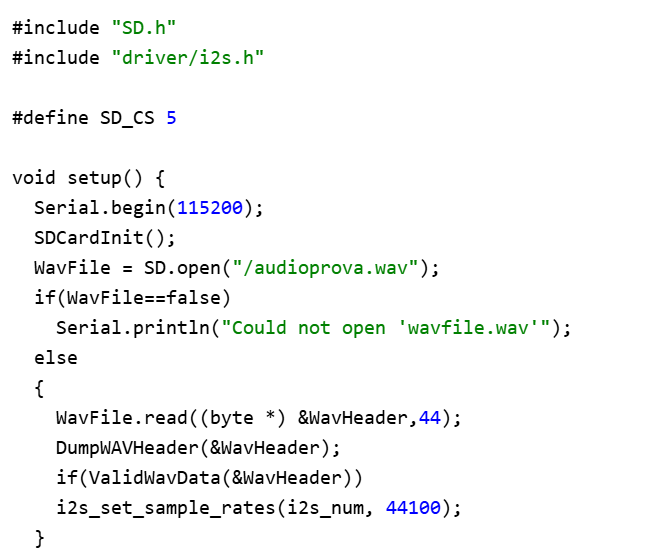 #include "SD.h"
#include "driver/i2s.h"
#define SD_CS 5
void setup() {
Serial.begin(115200);
SDCardInit();
WavFile = SD.open("/audioprova.wav");
if(WavFile==false)
Serial.println("Could not open 'wavfile.wav'");
else
{
WavFile.read((byte *) &WavHeader,44);
DumpWAVHeader(&WavHeader);
if(ValidWavData(&WavHeader))
i2s_set_sample_rates(i2s_num, 44100);
}